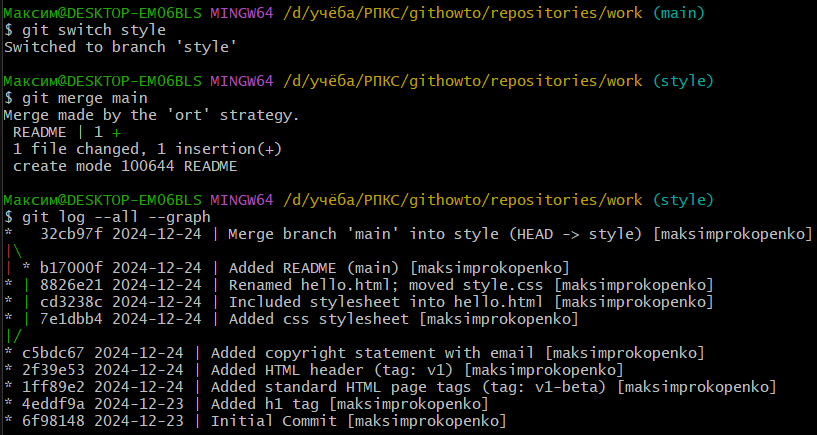 Максим@DESKTOP-EM06BLS MINGW64 /d/учёба/РПКС/githowto/repositories/work (main)
$ git switch style
Switched to branch 'style'

Максим@DESKTOP-EM06BLS MINGW64 /d/учёба/РПКС/githowto/repositories/work (style)
$ git merge main
Merge made by the 'ort' strategy.
 README | 1 +
 1 file changed, 1 insertion(+)
 create mode 100644 README

Максим@DESKTOP-EM06BLS MINGW64 /d/учёба/РПКС/githowto/repositories/work (style)
$ git log --all --graph
*   32cb97f 2024-12-24 | Merge branch 'main' into style (HEAD -> style) [maksimprokopenko]
|\
| * b17000f 2024-12-24 | Added README (main) [maksimprokopenko]
* | 8826e21 2024-12-24 | Renamed hello.html; moved style.css [maksimprokopenko]
* | cd3238c 2024-12-24 | Included stylesheet into hello.html [maksimprokopenko]
* | 7e1dbb4 2024-12-24 | Added css stylesheet [maksimprokopenko]
|/
* c5bdc67 2024-12-24 | Added copyright statement with email [maksimprokopenko]
* 2f39e53 2024-12-24 | Added HTML header (tag: v1) [maksimprokopenko]
* 1ff89e2 2024-12-24 | Added standard HTML page tags (tag: v1-beta) [maksimprokopenko]
* 4eddf9a 2024-12-23 | Added h1 tag [maksimprokopenko]
* 6f98148 2024-12-23 | Initial Commit [maksimprokopenko]